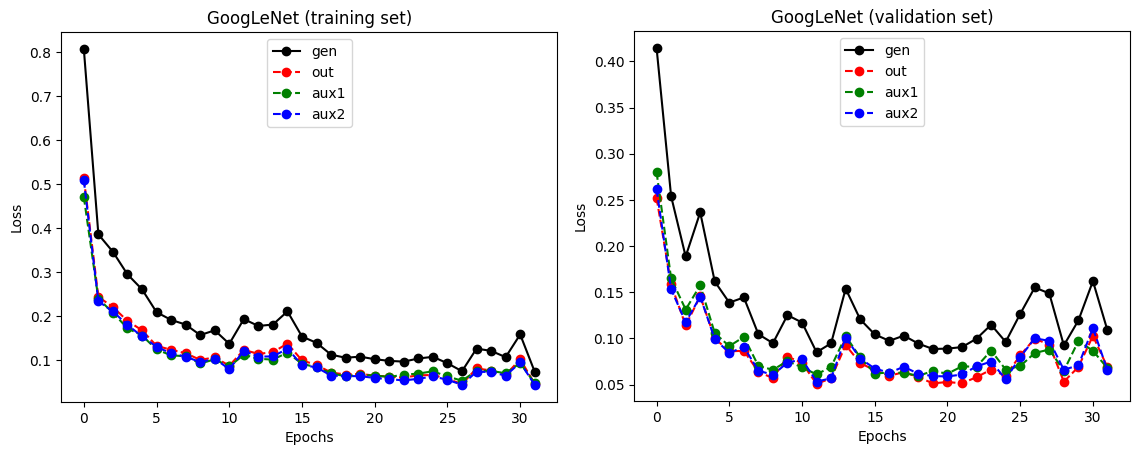 GoogLeNet (training set)
gen
out
aux1
aux2
Loss
0.8
0.7
0.6
0.5
0.4
0.3
0.2
0.1
0 5 10 15 20 25 30
Epochs
GoogLeNet (validation set)
gen
out
aux1
aux2
Loss
0.40
0.35
0.30
0.25
0.20
0.15
0.10
0.05
0 5 10 15 20 25 30
Epochs